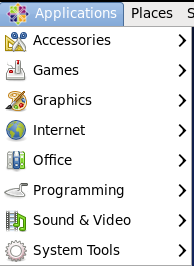 Applications Places S
Accessories
Games
Graphics
Internet
Office
Programming
Sound & Video
System Tools